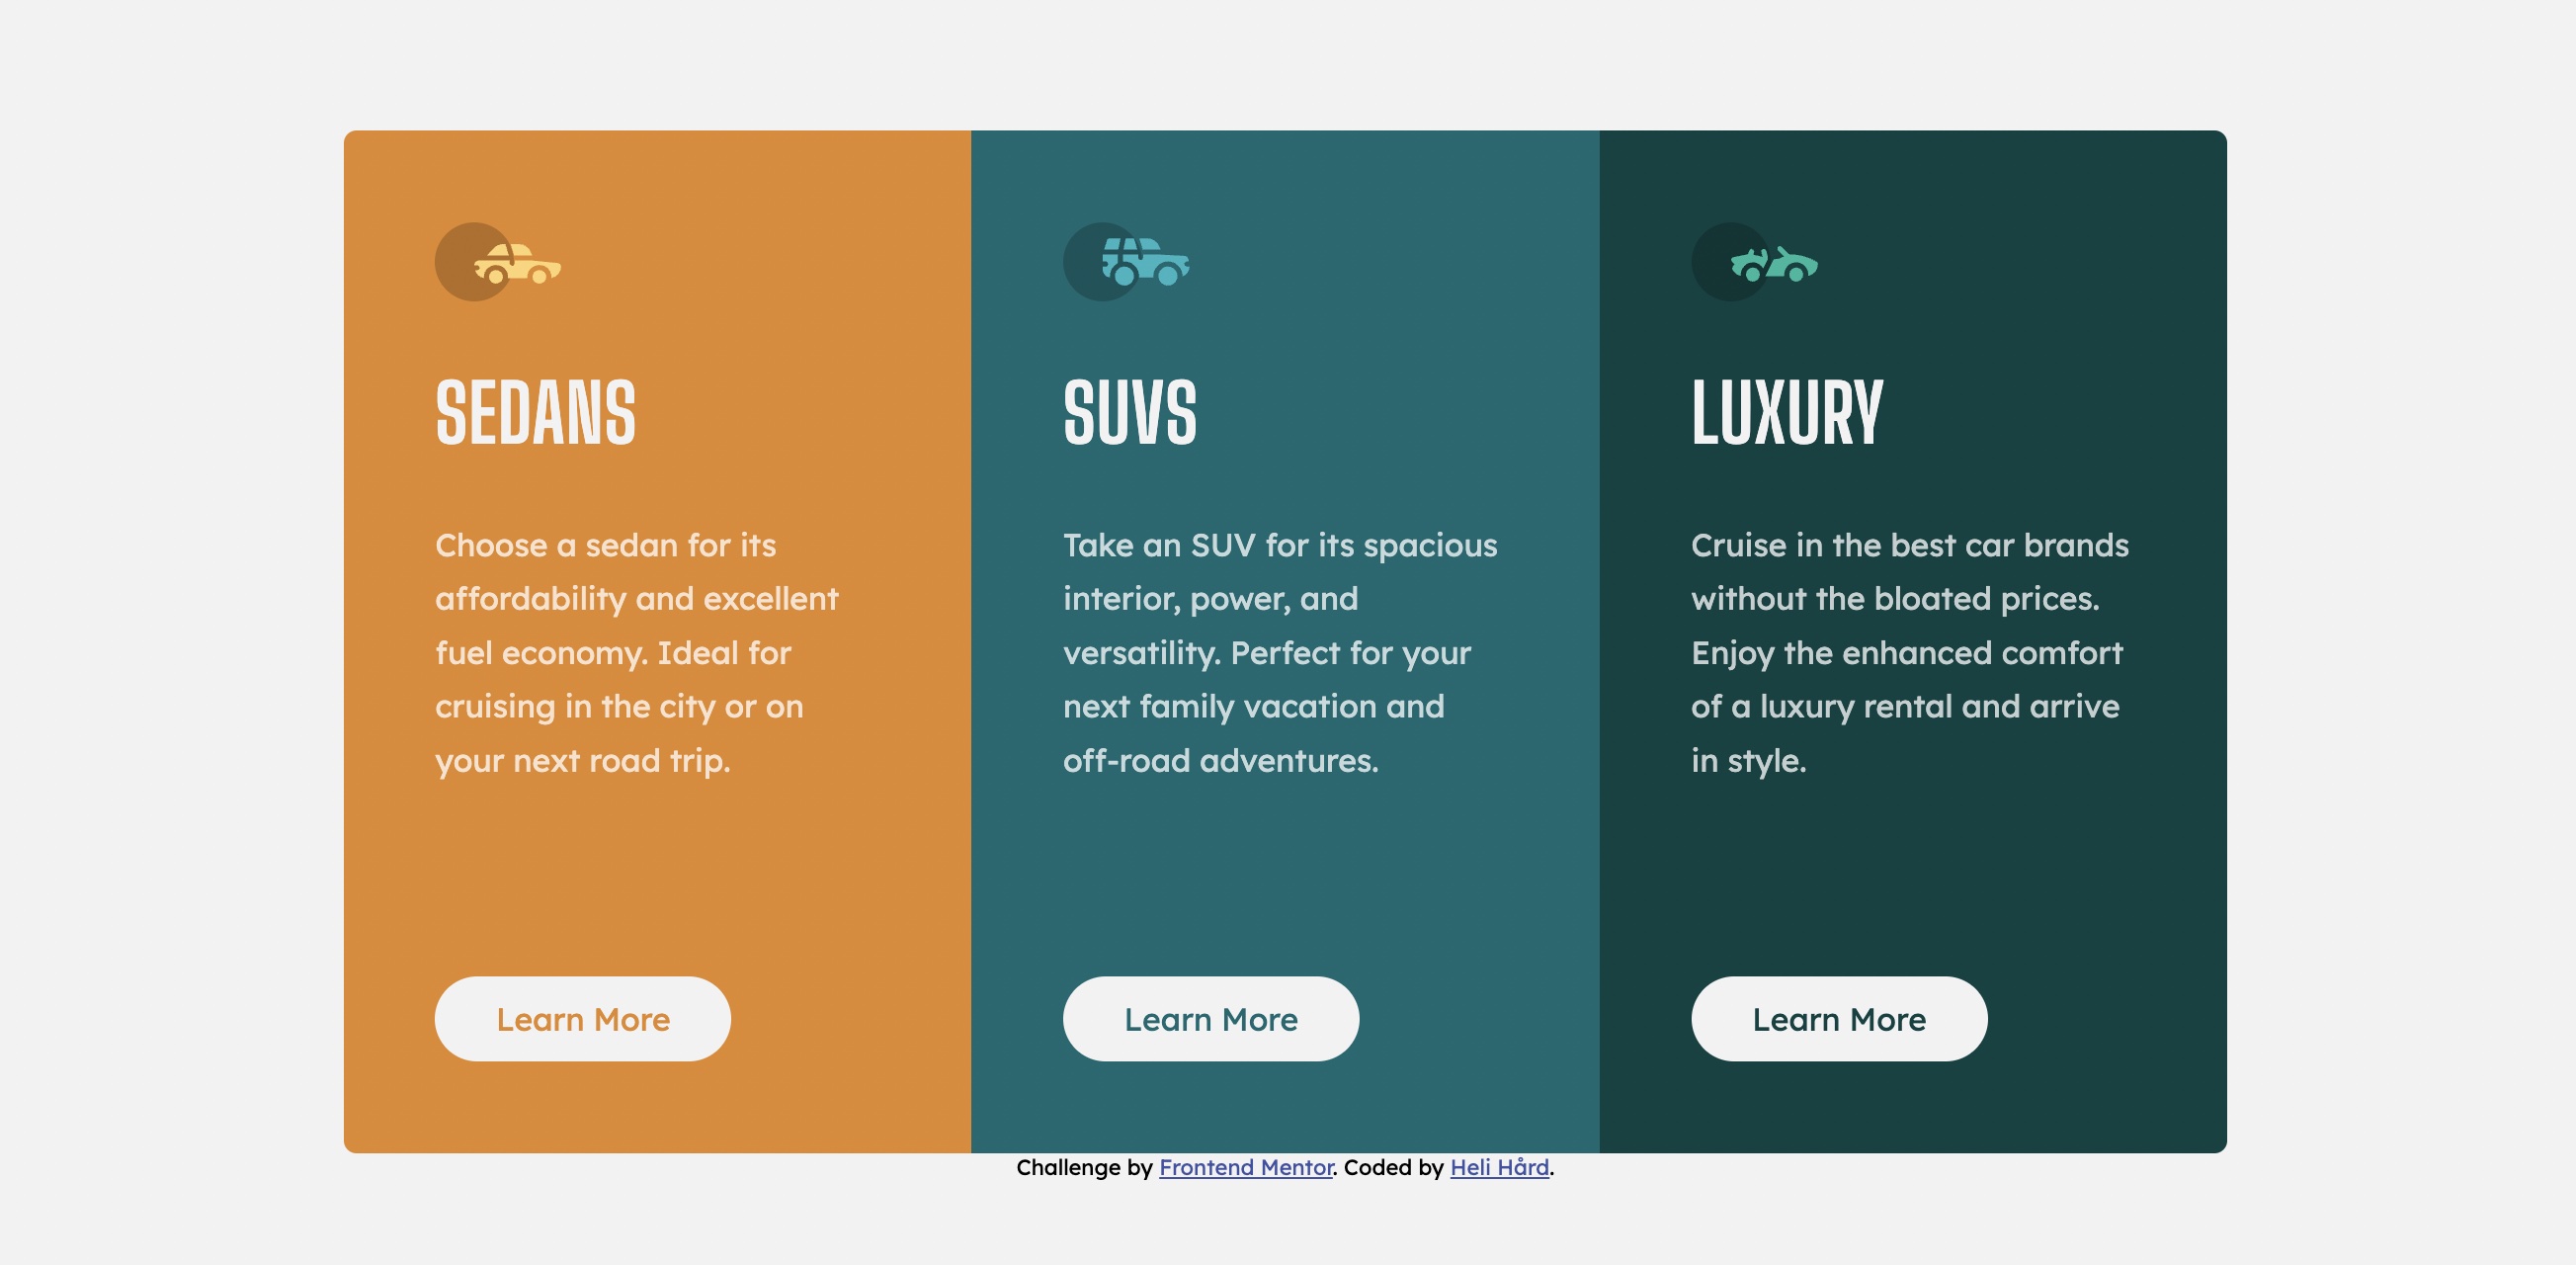 SEDANS
Choose a sedan for its
affordability and excellent
fuel economy. Ideal for
cruising in the city or on
your next road trip.
Learn More
SUVS
Take an SUV for its spacious
interior, power, and
versatility. Perfect for your
next family vacation and
off-road adventures.
Learn More
LUXURY
Cruise in the best car brands
without the bloated prices.
Enjoy the enhanced comfort
of a luxury rental and arrive
in style.
Learn More
Challenge by Frontend Mentor. Coded by Heli Hård.